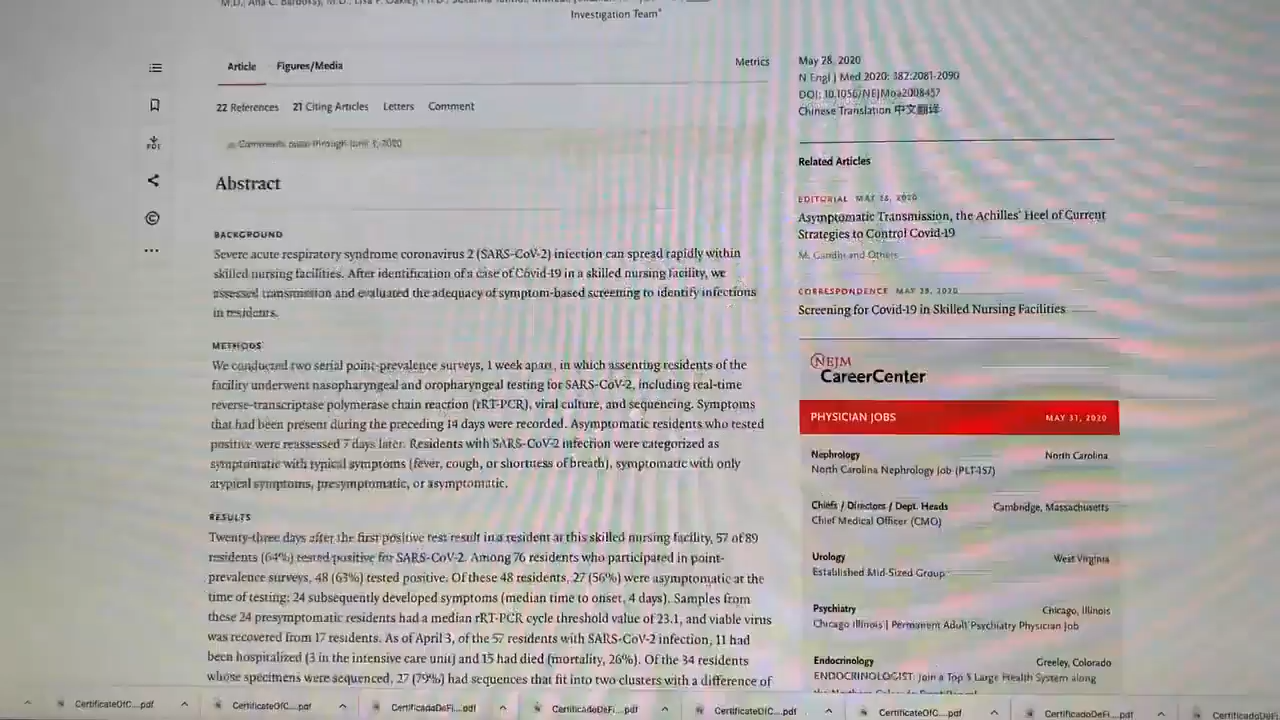 Investigation Team*
Article Figures/Media Metrics
22 References 21 Citing Articles Letters Comment
Comments open through June 3, 2020
Abstract
BACKGROUND
Severe acute respiratory syndrome coronavirus 2 (SARS-CoV-2) infection can spread rapidly within
skilled nursing facilities. After identification of a case of Covid-19 in a skilled nursing facility, we
assessed transmission and evaluated the adequacy of symptom-based screening to identify infections
in residents.
METHODS
We conducted two serial point-prevalence surveys, 1 week apart, in which assenting residents of the
facility underwent nasopharyngeal and oropharyngeal testing for SARS-CoV-2, including real-time
reverse-transcriptase polymerase chain reaction (rRT-PCR), viral culture, and sequencing. Symptoms
that had been present during the preceding 14 days were recorded. Asymptomatic residents who tested
positive were reassessed 7 days later. Residents with SARS-CoV-2 infection were categorized as
symptomatic with typical symptoms (fever, cough, or shortness of breath), symptomatic with only
atypical symptoms, presymptomatic, or asymptomatic.
RESULTS
Twenty-three days after the first positive test result in a resident at this skilled nursing facility, 57 of 89
residents (64%) tested positive for SARS-CoV-2. Among 76 residents who participated in point-
prevalence surveys, 48 (63%) tested positive. Of these 48 residents, 27 (56%) were asymptomatic at the
time of testing; 24 subsequently developed symptoms (median time to onset, 4 days). Samples from
these 24 presymptomatic residents had a median rRT-PCR cycle threshold value of 23.1, and viable virus
was recovered from 17 residents. As of April 3, of the 57 residents with SARS-CoV-2 infection, 11 had
been hospitalized (3 in the intensive care unit) and 15 had died (mortality, 26%). Of the 34 residents
whose specimens were sequenced, 27 (79%) had sequences that fit into two clusters with a difference of
May 28, 2020
N Engl J Med 2020; 382:2081-2090
DOI: 10.1056/NEJMoa2008457
Chinese Translation 中文翻译
Related Articles
EDITORIAL MAY 28, 2020
Asymptomatic Transmission, the Achilles' Heel of Current
Strategies to Control Covid-19
M. Gandhi and Others
CORRESPONDENCE MAY 28, 2020
Screening for Covid-19 in Skilled Nursing Facilities
NEJM
CareerCenter
PHYSICIAN JOBS MAY 31, 2020
Nephrology North Carolina
North Carolina Nephrology Job (PLT-157)
Chiefs / Directors / Dept. Heads Cambridge, Massachusetts
Chief Medical Officer (CMO)
Urology West Virginia
Established Mid-Sized Group
Psychiatry Chicago, Illinois
Chicago Illinois | Permanent Adult Psychiatry Physician Job
Endocrinology Greeley, Colorado
ENDOCRINOLOGIST: Join a Top 5 Large Health System along
CertificateOfC....pdf CertificateOfC....pdf CertificadoDeFi....pdf CertificadoDeFi....pdf CertificateOfC....pdf CertificateOfC....pdf CertificadoDeFi....pdf